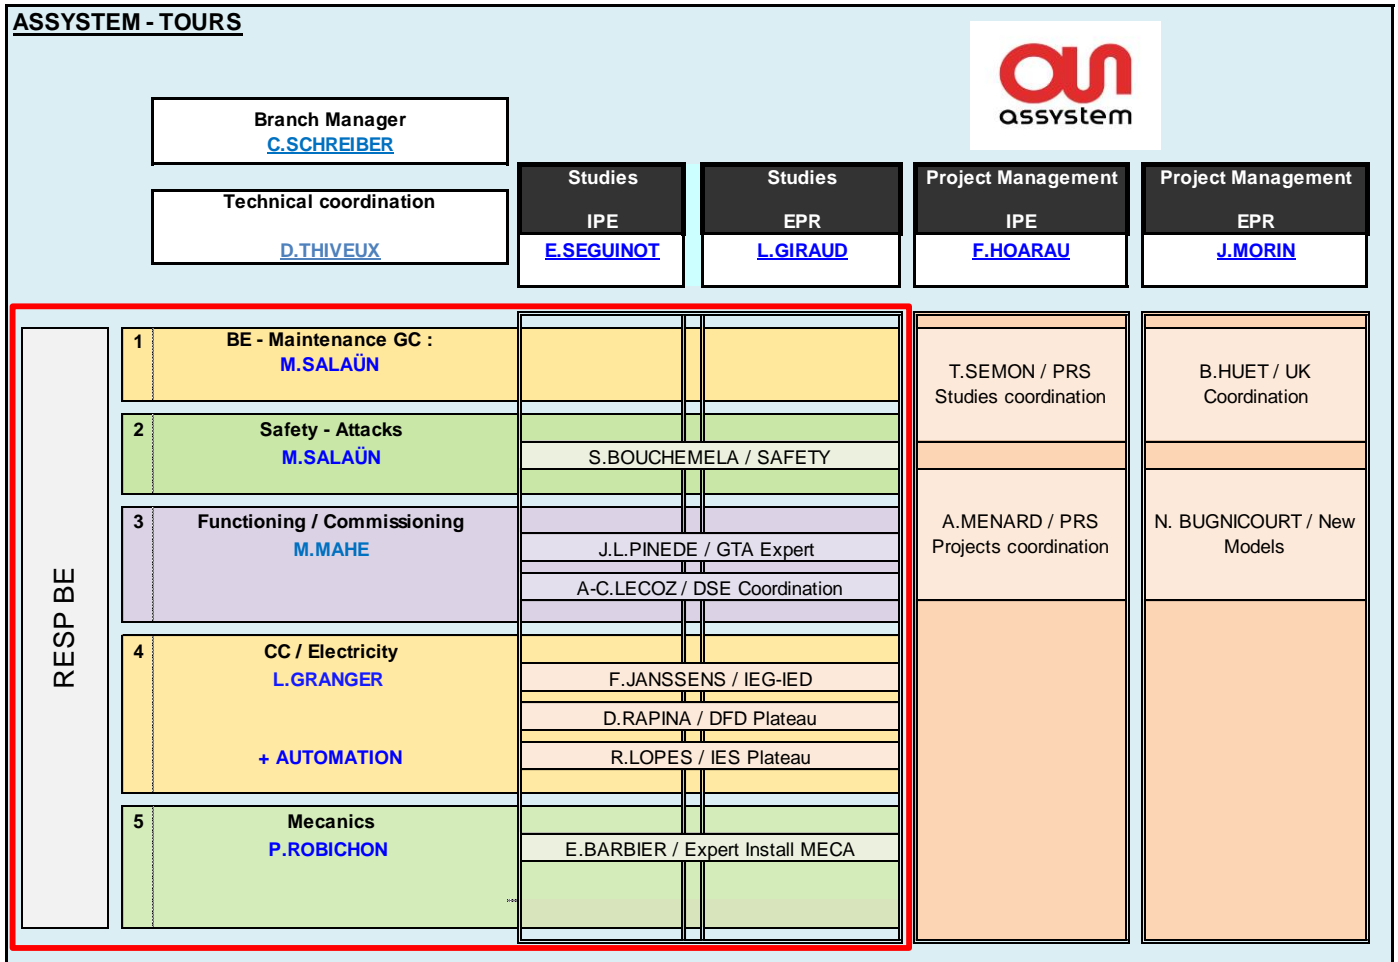 ASSYSTEM - TOURS
assystem
Branch Manager
C.SCHREIBER
Technical coordination
D.THIVEUX
Studies
IPE
E.SEGUINOT
Studies
EPR
L.GIRAUD
Project Management
IPE
F.HOARAU
Project Management
EPR
J.MORIN
RESP BE
1
BE - Maintenance GC :
M.SALAÜN
2
Safety - Attacks
M.SALAÜN
S.BOUCHEMELA / SAFETY
3
Functioning / Commissioning
M.MAHE
J.L.PINEDE / GTA Expert
A-C.LECOZ / DSE Coordination
4
CC / Electricity
L.GRANGER
+ AUTOMATION
F.JANSSENS / IEG-IED
D.RAPINA / DFD Plateau
R.LOPES / IES Plateau
5
Mecanics
P.ROBICHON
E.BARBIER / Expert Install MECA
T.SEMON / PRS
Studies coordination
A.MENARD / PRS
Projects coordination
B.HUET / UK
Coordination
N. BUGNICOURT / New
Models